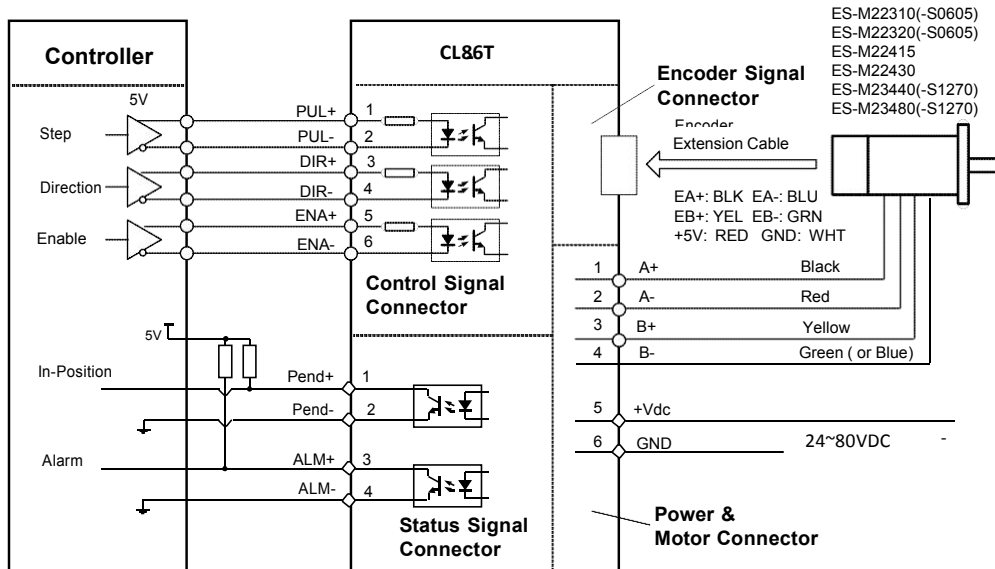 Controller
CL86T
ES-M22310(-S0605)
ES-M22320(-S0605)
ES-M22415
ES-M22430
ES-M23440(-S1270)
ES-M23480(-S1270)
Encoder Signal
Connector
Encoder
Extension Cable
EA+: BLK EA-: BLU
EB+: YEL EB-: GRN
+5V: RED GND: WHT
5V
Step
PUL+ 1
PUL- 2
Direction
DIR+ 3
DIR- 4
Enable
ENA+ 5
ENA- 6
Control Signal
Connector
1 A+ Black
2 A- Red
3 B+ Yellow
4 B- Green ( or Blue)
5V
In-Position
Pend+ 1
Pend- 2
Alarm
ALM+ 3
ALM- 4
Status Signal
Connector
5 +Vdc
6 GND
24~80VDC -
Power &
Motor Connector